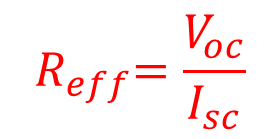 R_eff = V_oc / I_sc